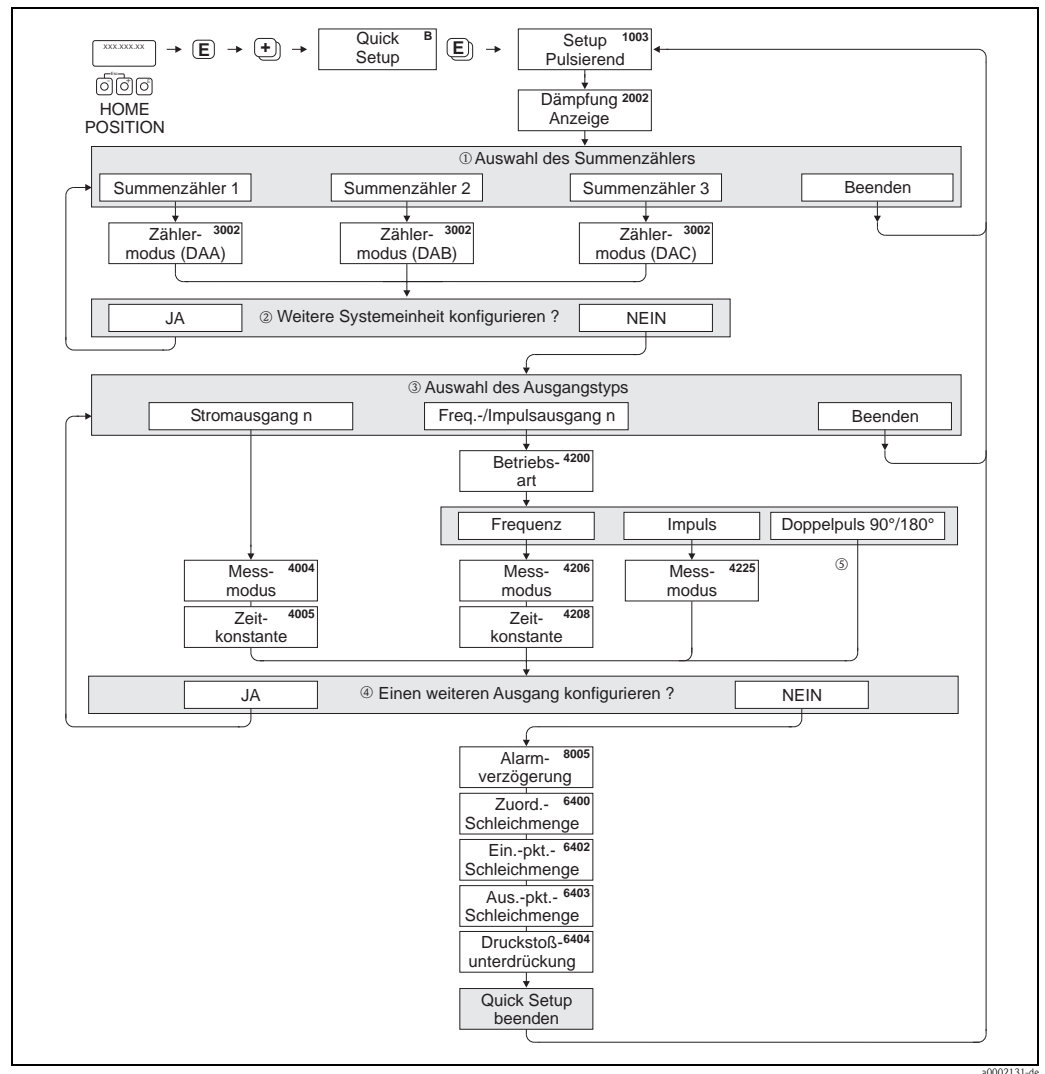 xxx.xxx.xx
E
+
Quick Setup B
E
Setup Pulsierend 1003
Esc
- + E
HOME
POSITION
Dämpfung Anzeige 2002
① Auswahl des Summenzählers
Summenzähler 1
Summenzähler 2
Summenzähler 3
Beenden
Zähler- 3002
modus (DAA)
Zähler- 3002
modus (DAB)
Zähler- 3002
modus (DAC)
JA
② Weitere Systemeinheit konfigurieren ?
NEIN
③ Auswahl des Ausgangstyps
Stromausgang n
Freq.-/Impulsausgang n
Beenden
Betriebs- 4200
art
Frequenz
Impuls
Doppelpuls 90°/180°
⑤
Mess- 4004
modus
Mess- 4206
modus
Mess- 4225
modus
Zeit- 4005
konstante
Zeit- 4208
konstante
JA
④ Einen weiteren Ausgang konfigurieren ?
NEIN
Alarm- 8005
verzögerung
Zuord.- 6400
Schleichmenge
Ein.-pkt.- 6402
Schleichmenge
Aus.-pkt.- 6403
Schleichmenge
Druckstoß- 6404
unterdrückung
Quick Setup
beenden
a0002131-de